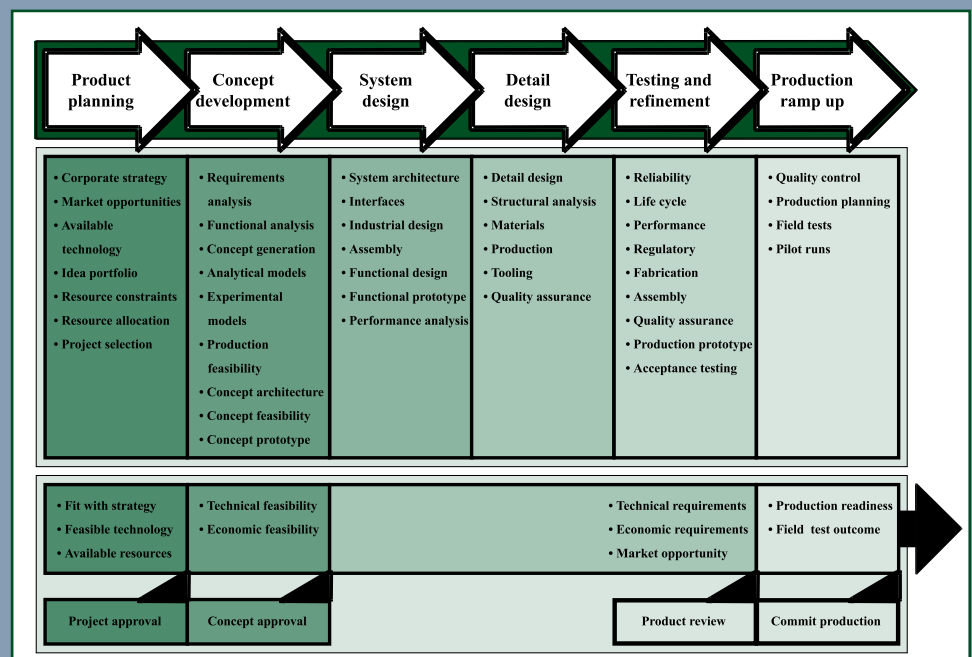 Product
planning
Concept
development
System
design
Detail
design
Testing and
refinement
Production
ramp up
• Corporate strategy
• Market opportunities
• Available
technology
• Idea portfolio
• Resource constraints
• Resource allocation
• Project selection
• Requirements
analysis
• Functional analysis
• Concept generation
• Analytical models
• Experimental
models
• Production
feasibility
• Concept architecture
• Concept feasibility
• Concept prototype
• System architecture
• Interfaces
• Industrial design
• Assembly
• Functional design
• Functional prototype
• Performance analysis
• Detail design
• Structural analysis
• Materials
• Production
• Tooling
• Quality assurance
• Reliability
• Life cycle
• Performance
• Regulatory
• Fabrication
• Assembly
• Quality assurance
• Production prototype
• Acceptance testing
• Quality control
• Production planning
• Field tests
• Pilot runs
• Fit with strategy
• Feasible technology
• Available resources
• Technical feasibility
• Economic feasibility
• Technical requirements
• Economic requirements
• Market opportunity
• Production readiness
• Field test outcome
Project approval
Concept approval
Product review
Commit production